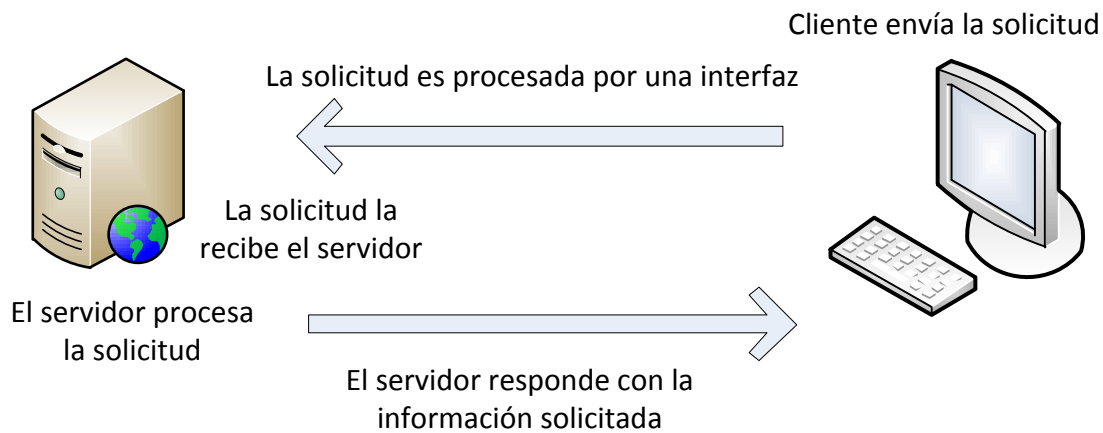 Cliente envía la solicitud
La solicitud es procesada por una interfaz
La solicitud la
recibe el servidor
El servidor procesa
la solicitud
El servidor responde con la
información solicitada